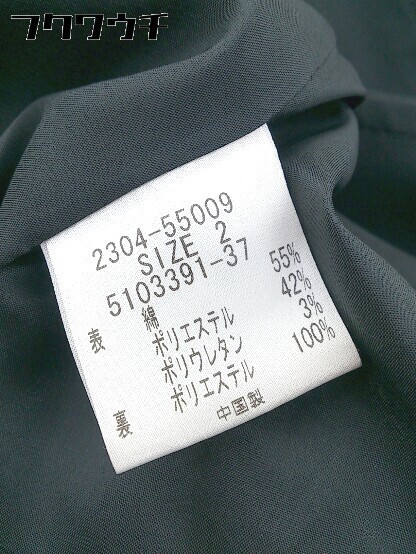 フクワウチ
2304-55009
SIZE 2
5103391-37
表 綿 55%
ポリエステル 42%
ポリウレタン 3%
裏 ポリエステル 100%
中国製